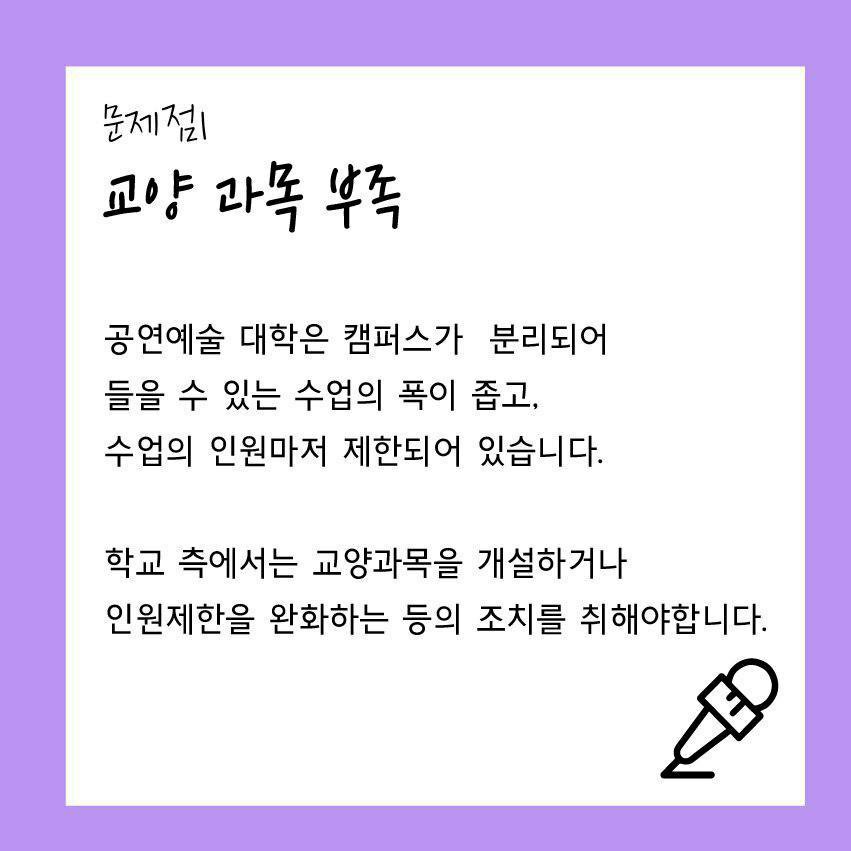 문제점1
교양 과목 부족
공연예술 대학은 캠퍼스가 분리되어
들을 수 있는 수업의 폭이 좁고,
수업의 인원마저 제한되어 있습니다.
학교 측에서는 교양과목을 개설하거나
인원제한을 완화하는 등의 조치를 취해야합니다.